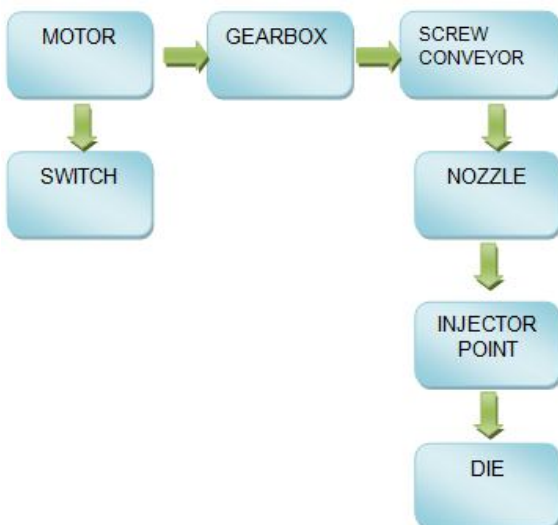 MOTOR
GEARBOX
SCREW
CONVEYOR
SWITCH
NOZZLE
INJECTOR
POINT
DIE